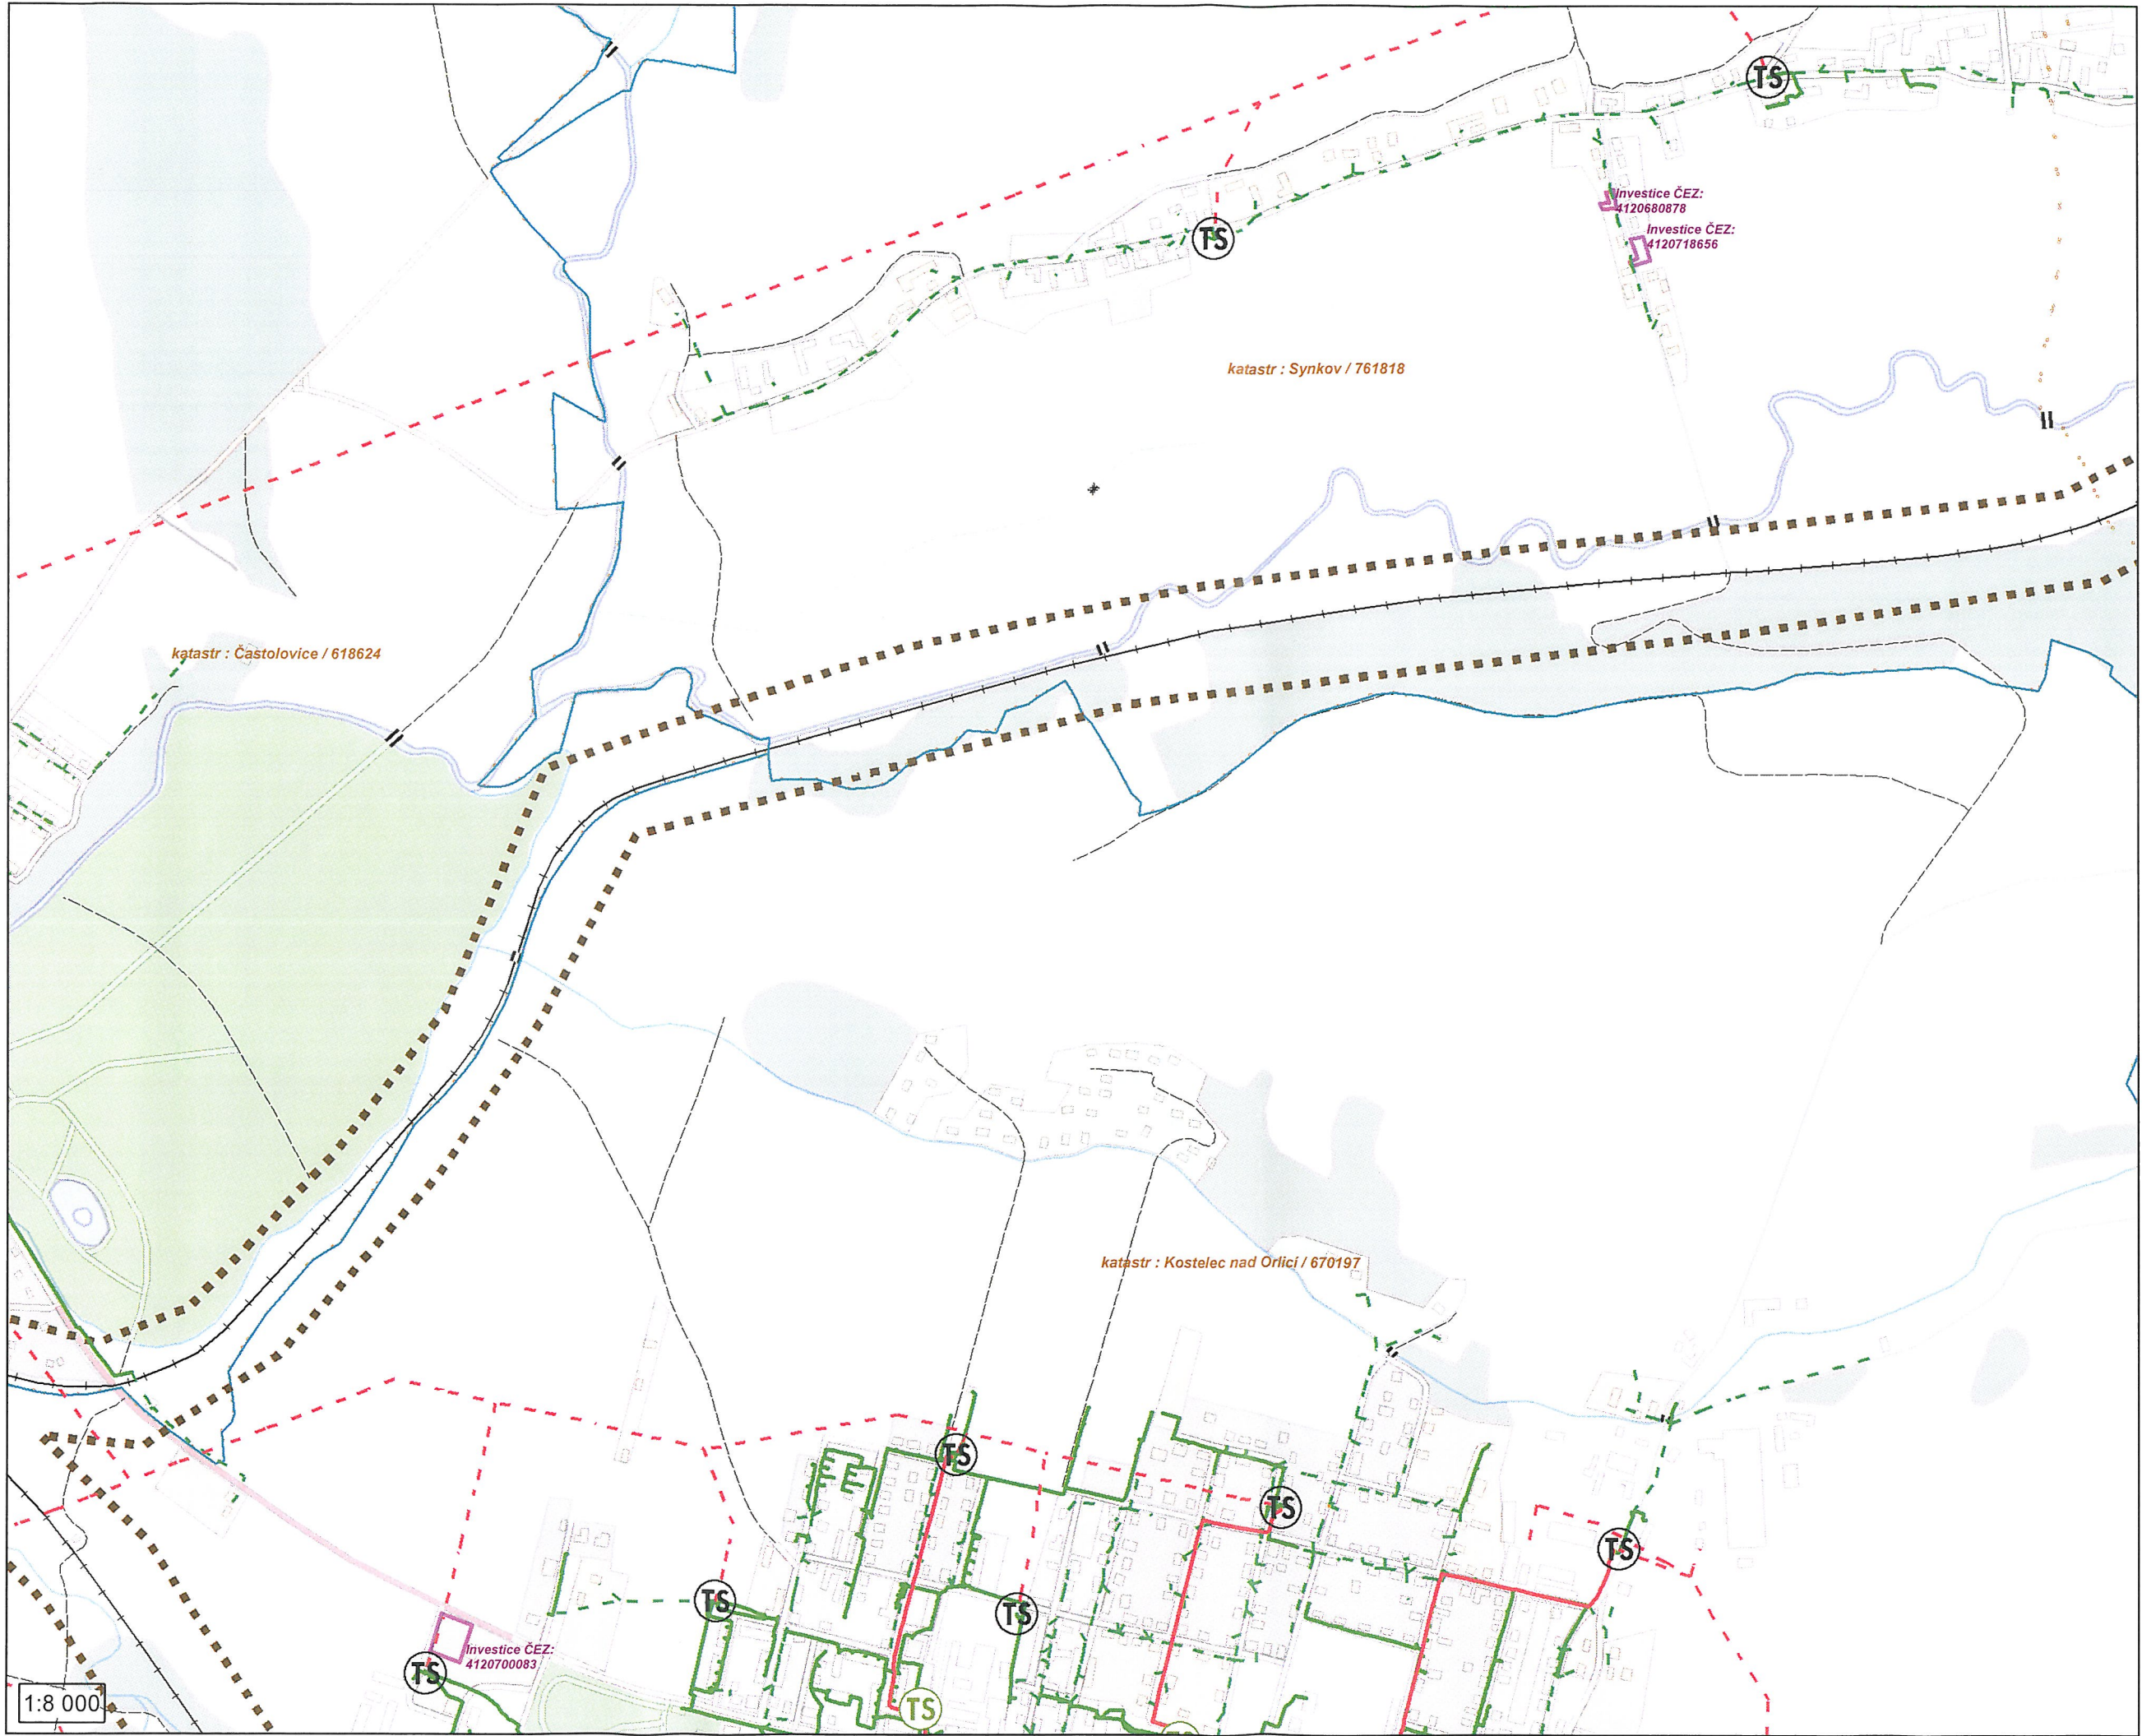 TS
Investice ČEZ:
4120680878
TS
Investice ČEZ:
4120718656
katastr : Synkov / 761818
katastr : Častolovice / 618624
katastr : Kostelec nad Orlicí / 670197
TS
TS
TS
TS
TS
Investice ČEZ:
4120700083
TS
TS
TS
1:8 000